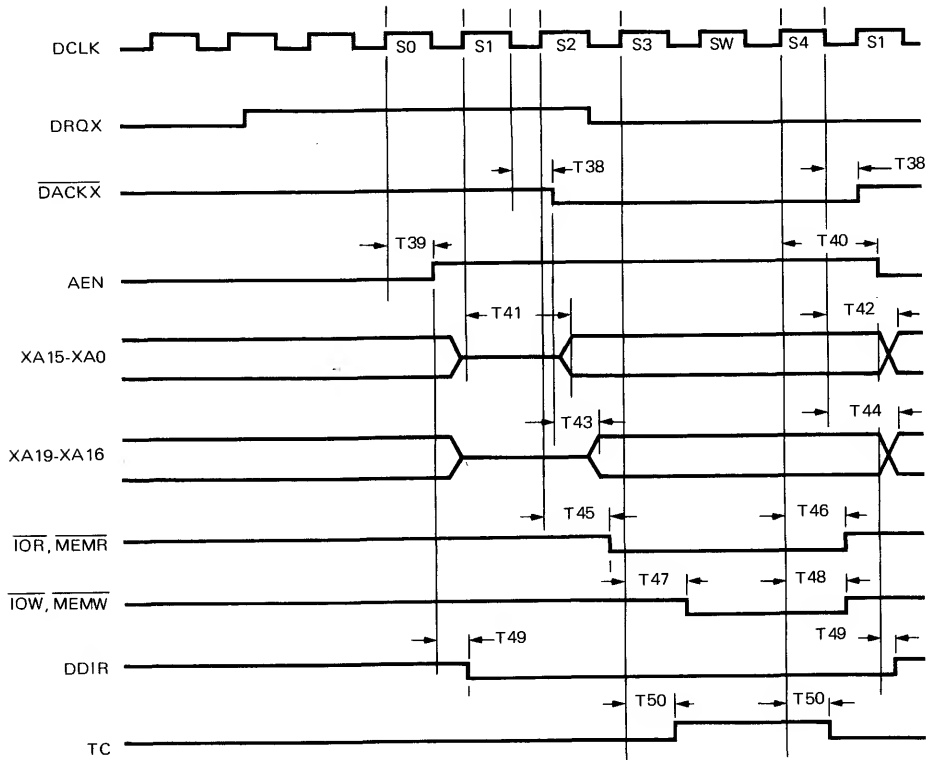 DCLK S0 S1 S2 S3 SW S4 S1
DRQX
T38 T38
DACKX
T39 T40
AEN
T41 T42
XA15-XA0
T43 T44
XA19-XA16
T45 T46
IOR, MEMR
T47 T48
IOW, MEMW
T49 T49
DDIR
T50 T50
TC